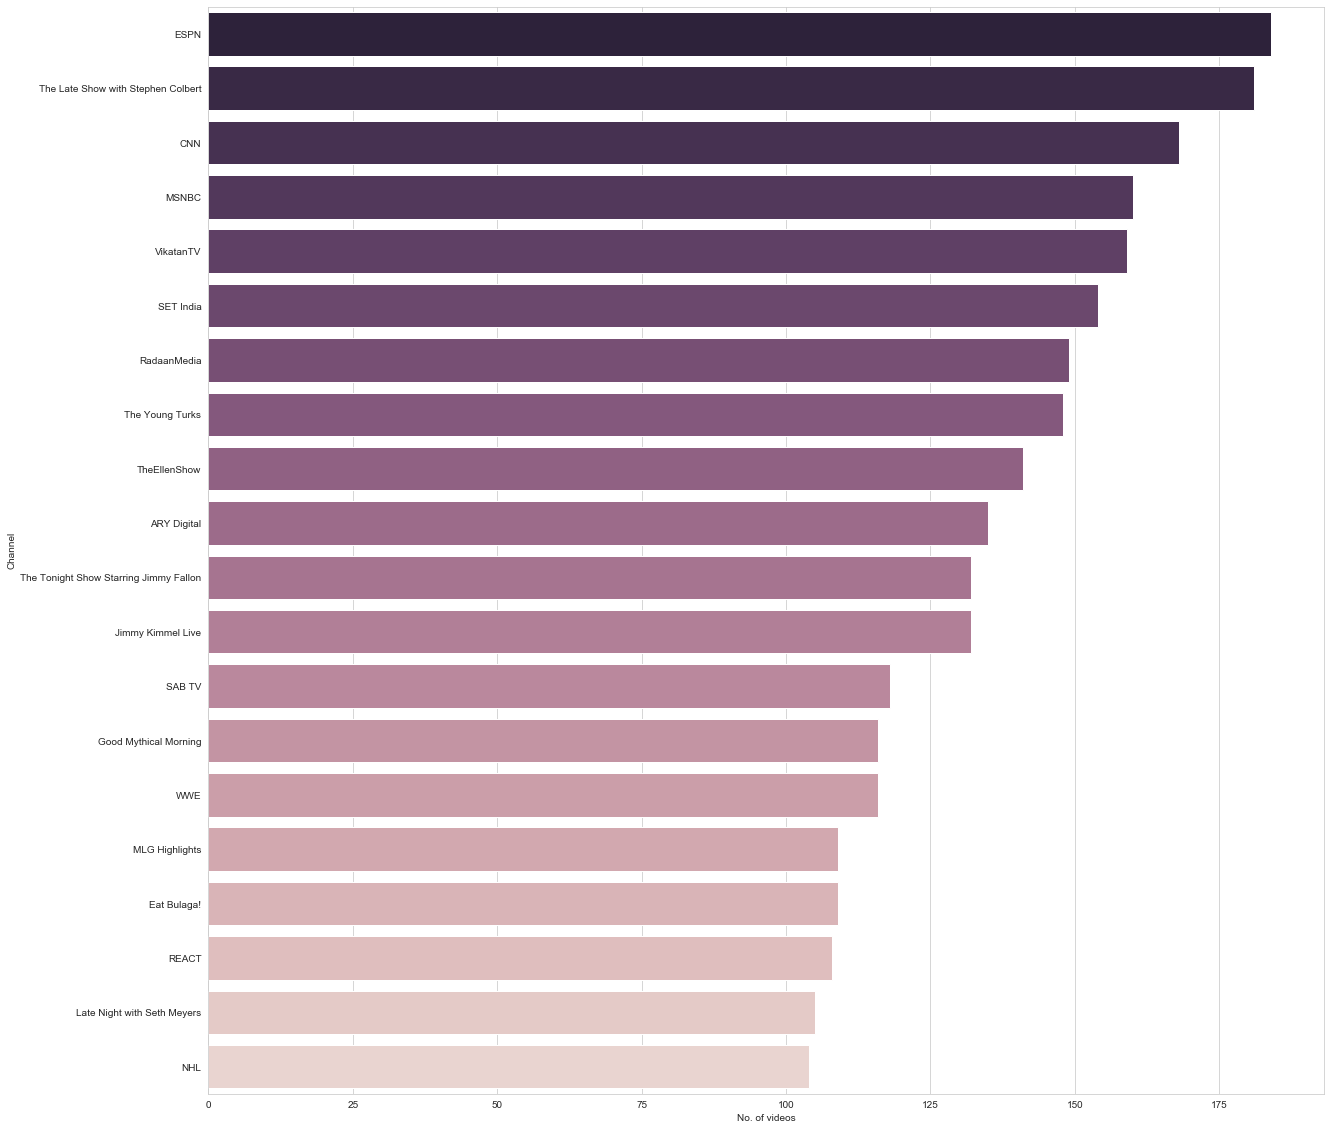 ESPN
The Late Show with Stephen Colbert
CNN
MSNBC
VikatanTV
SET India
RadaanMedia
The Young Turks
TheEllenShow
ARY Digital
The Tonight Show Starring Jimmy Fallon
Jimmy Kimmel Live
SAB TV
Good Mythical Morning
WWE
MLG Highlights
Eat Bulaga!
REACT
Late Night with Seth Meyers
NHL
Channel
0 25 50 75 100 125 150 175
No. of videos